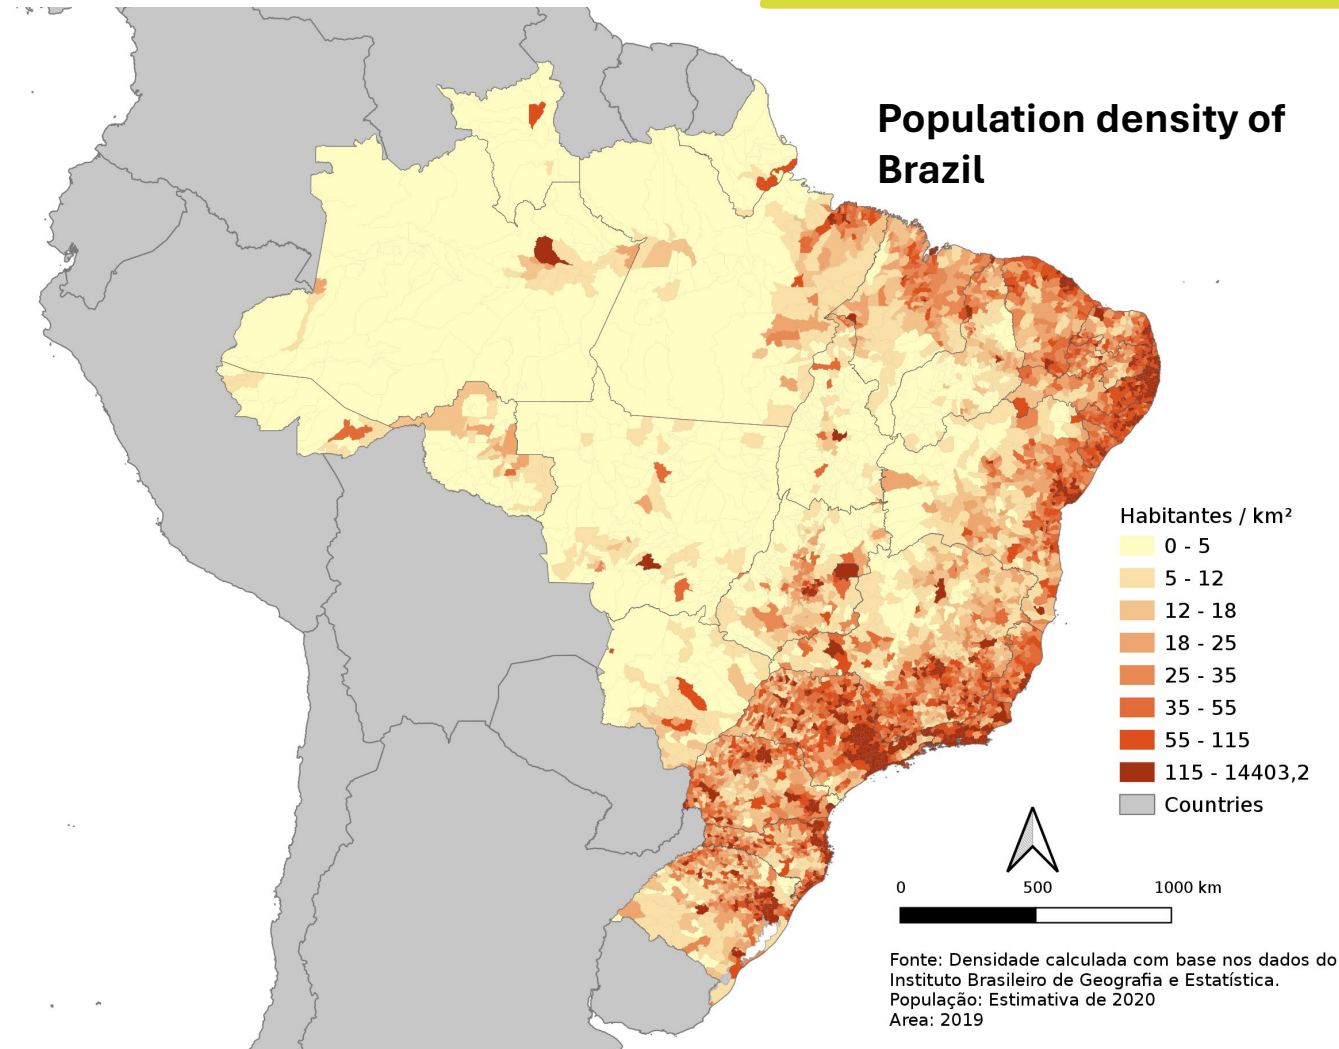 Population density of
Brazil
Habitantes / km²
0 - 5
5 - 12
12 - 18
18 - 25
25 - 35
35 - 55
55 - 115
115 - 14403,2
Countries
0 500 1000 km
Fonte: Densidade calculada com base nos dados do
Instituto Brasileiro de Geografia e Estatística.
População: Estimativa de 2020
Area: 2019